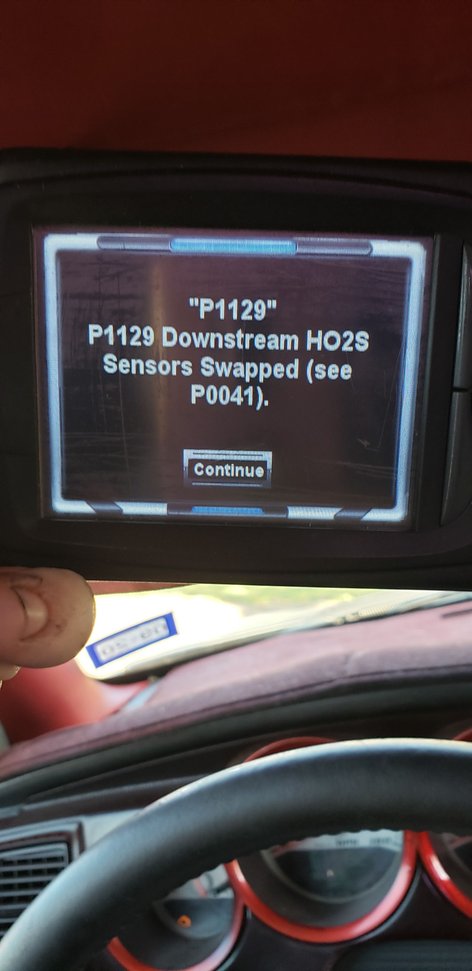 "P1129"
P1129 Downstream HO2S
Sensors Swapped (see
P0041).
Continue